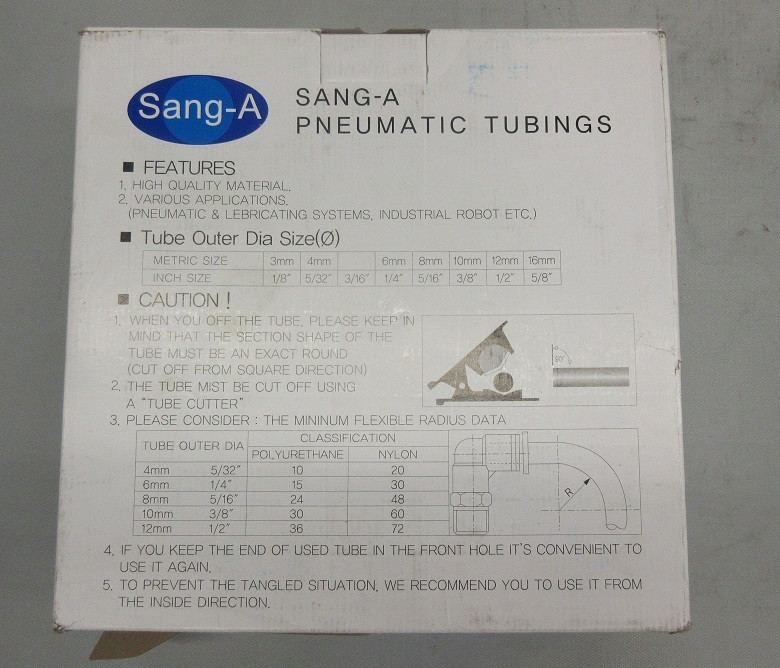 Sang-A
SANG-A
PNEUMATIC TUBINGS
■ FEATURES
1. HIGH QUALITY MATERIAL.
2. VARIOUS APPLICATIONS.
(PNEUMATIC & LEBRICATING SYSTEMS, INDUSTRIAL ROBOT ETC.)
■ Tube Outer Dia Size(Ø)
METRIC SIZE 3mm 4mm 6mm 8mm 10mm 12mm 16mm
INCH SIZE 1/8" 5/32" 3/16" 1/4" 5/16" 3/8" 1/2" 5/8"
■ CAUTION !
1. WHEN YOU OFF THE TUBE, PLEASE KEEP IN
MIND THAT THE SECTION SHAPE OF THE
TUBE MUST BE AN EXACT ROUND
(CUT OFF FROM SQUARE DIRECTION)
90°
2. THE TUBE MIST BE CUT OFF USING
A "TUBE CUTTER"
3. PLEASE CONSIDER : THE MININUM FLEXIBLE RADIUS DATA
TUBE OUTER DIA CLASSIFICATION
POLYURETHANE NYLON
4mm 5/32" 10 20
6mm 1/4" 15 30
8mm 5/16" 24 48
10mm 3/8" 30 60
12mm 1/2" 36 72
R
4. IF YOU KEEP THE END OF USED TUBE IN THE FRONT HOLE IT'S CONVENIENT TO
USE IT AGAIN.
5. TO PREVENT THE TANGLED SITUATION, WE RECOMMEND YOU TO USE IT FROM
THE INSIDE DIRECTION.